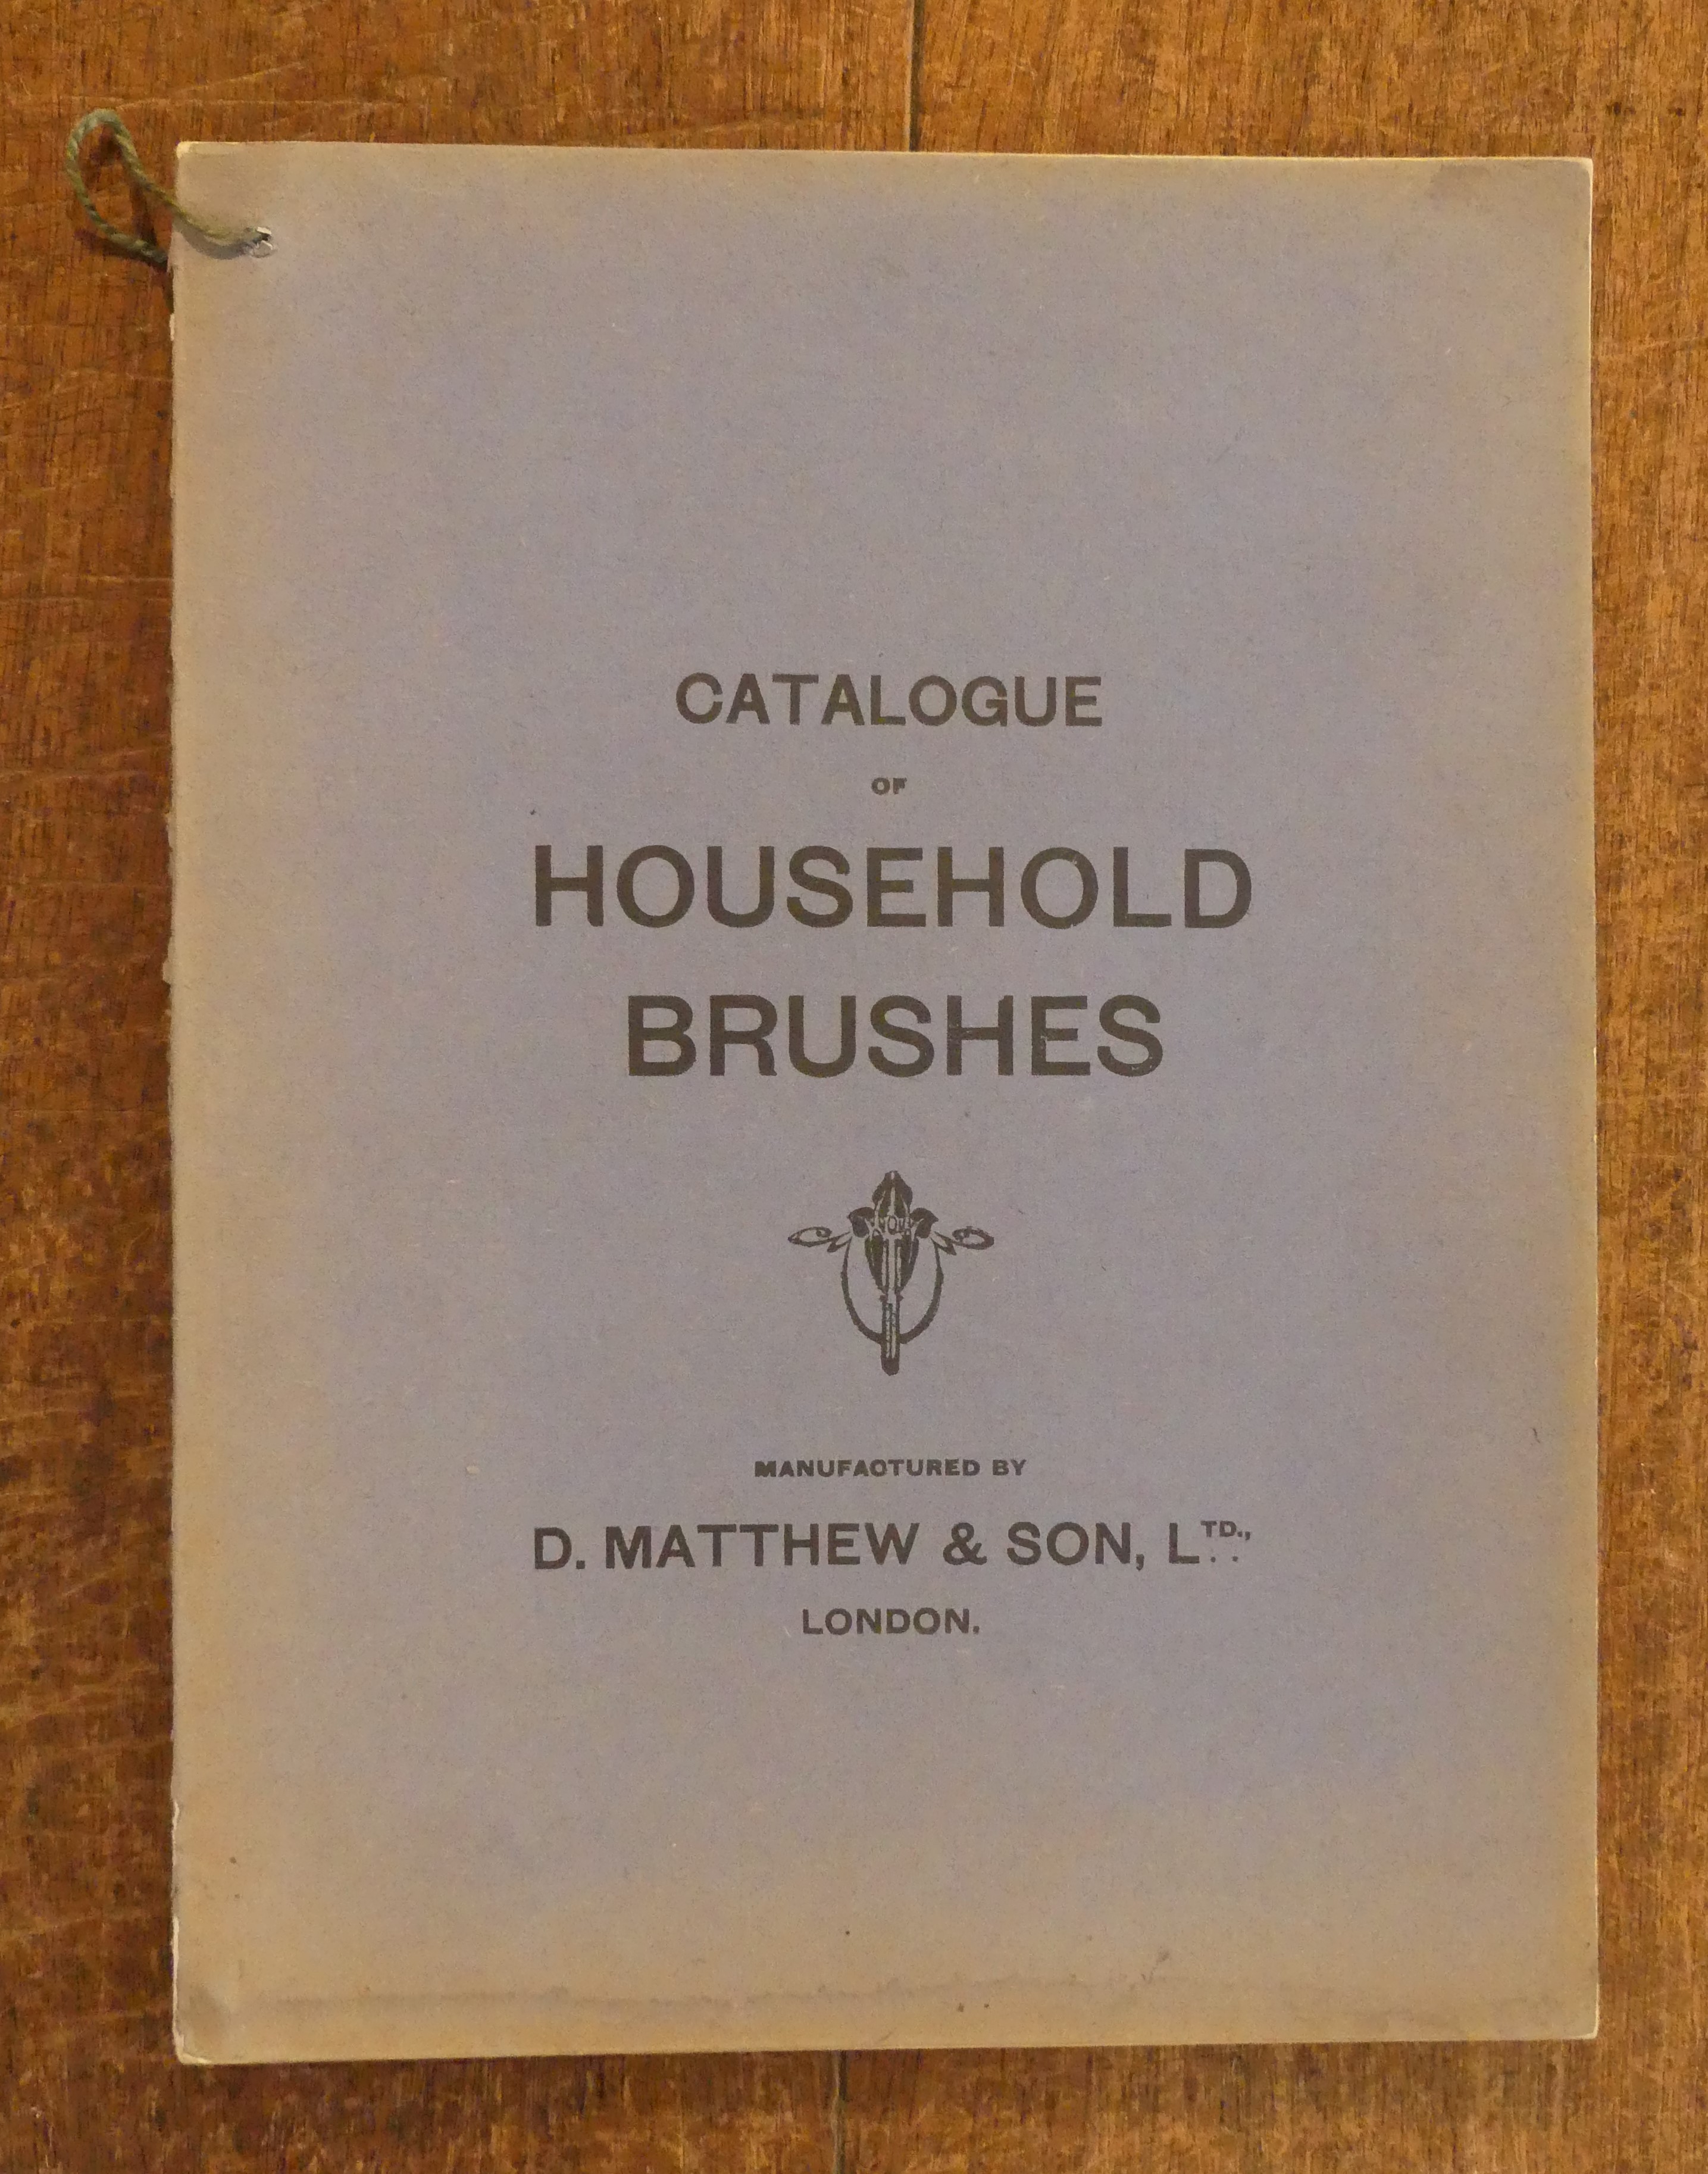 CATALOGUE
OF
HOUSEHOLD
BRUSHES
MANUFACTURED BY
D. MATTHEW & SON, LTD.,
LONDON.